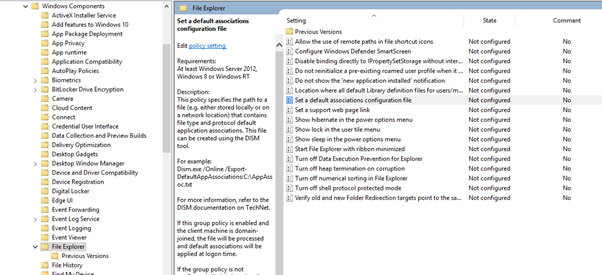 Windows Components
ActiveX Installer Service
Add features to Windows 10
App Package Deployment
App Privacy
App runtime
Application Compatibility
AutoPlay Policies
Biometrics
BitLocker Drive Encryption
Camera
Cloud Content
Connect
Credential User Interface
Data Collection and Preview Builds
Delivery Optimization
Desktop Gadgets
Desktop Window Manager
Device and Driver Compatibility
Device Registration
Digital Locker
Edge UI
Event Forwarding
Event Log Service
Event Logging
Event Viewer
File Explorer
Previous Versions
File History
Find My Device
File Explorer
Set a default associations
configuration file
Edit policy setting
Requirements:
At least Windows Server 2012,
Windows 8 or Windows RT
Description:
This policy specifies the path to a
file (e.g. either stored locally or on
a network location) that contains
file type and protocol default
application associations. This file
can be created using the DISM
tool.
For example:
Dism.exe /Online /Export-
DefaultAppAssociations:C:\AppAs
soc.txt
For more information, refer to the
DISM documentation on TechNet.
If this group policy is enabled and
the client machine is domain-
joined, the file will be processed
and default associations will be
applied at logon time.
If the group policy is not
Setting State Comment
Previous Versions
Allow the use of remote paths in file shortcut icons Not configured No
Configure Windows Defender SmartScreen Not configured No
Disable binding directly to IPropertySetStorage without inter... Not configured No
Do not reinitialize a pre-existing roamed user profile when it ... Not configured No
Do not show the 'new application installed' notification Not configured No
Location where all default Library definition files for users/m... Not configured No
Set a default associations configuration file Not configured No
Set a support web page link Not configured No
Show hibernate in the power options menu Not configured No
Show lock in the user tile menu Not configured No
Show sleep in the power options menu Not configured No
Start File Explorer with ribbon minimized Not configured No
Turn off Data Execution Prevention for Explorer Not configured No
Turn off heap termination on corruption Not configured No
Turn off numerical sorting in File Explorer Not configured No
Turn off shell protocol protected mode Not configured No
Verify old and new Folder Redirection targets point to the sa... Not configured No